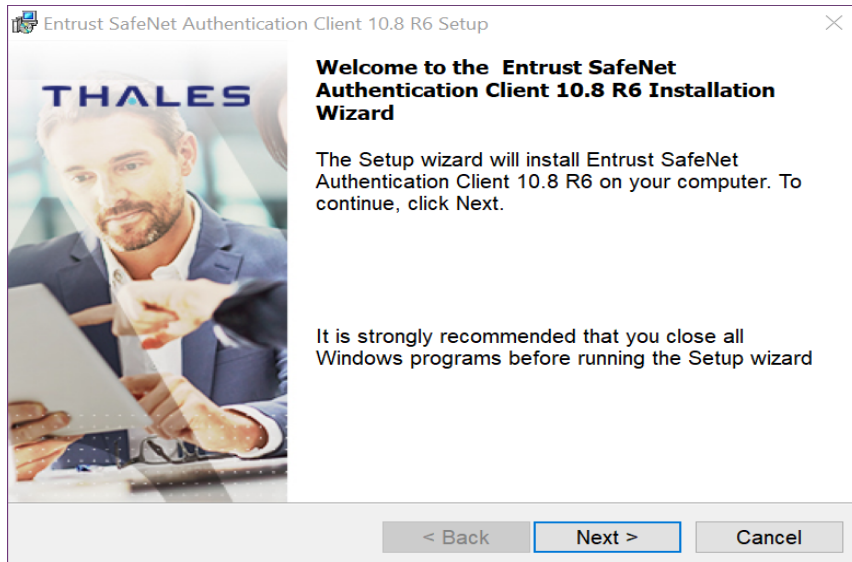 Entrust SafeNet Authentication Client 10.8 R6 Setup
THALES
Welcome to the Entrust SafeNet
Authentication Client 10.8 R6 Installation
Wizard
The Setup wizard will install Entrust SafeNet
Authentication Client 10.8 R6 on your computer. To
continue, click Next.
It is strongly recommended that you close all
Windows programs before running the Setup wizard
< Back
Next >
Cancel